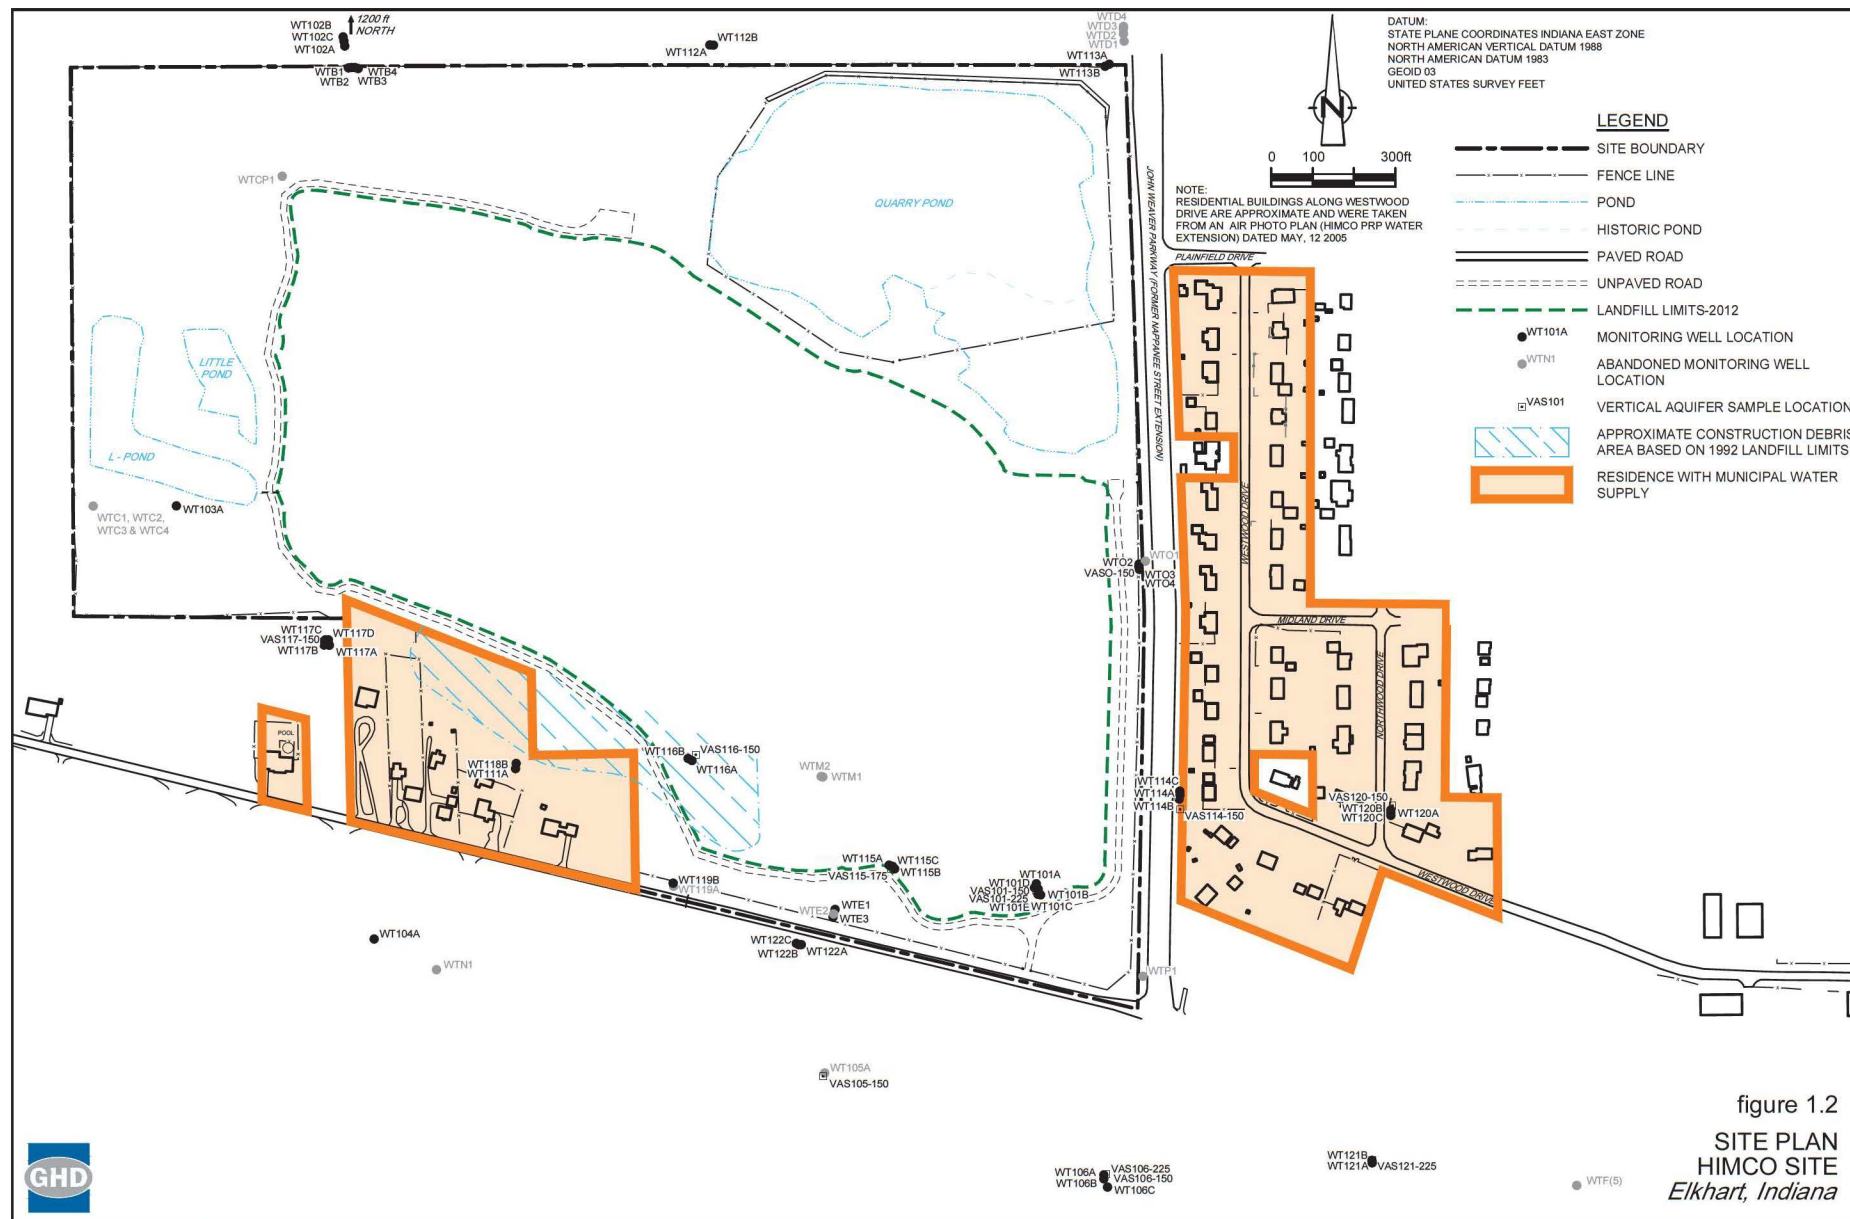 WT102B
WT102C
WT102A
1200 ft
NORTH
WTB1
WTB2
WTB4
WTB3
WT112B
WT112A
WTD4
WTD3
WTD2
WTD1
WT113A
WT113B
DATUM:
STATE PLANE COORDINATES INDIANA EAST ZONE
NORTH AMERICAN VERTICAL DATUM 1988
NORTH AMERICAN DATUM 1983
GEOID 03
UNITED STATES SURVEY FEET
N
0 100 300ft
NOTE:
RESIDENTIAL BUILDINGS ALONG WESTWOOD
DRIVE ARE APPROXIMATE AND WERE TAKEN
FROM AN AIR PHOTO PLAN (HIMCO PRP WATER
EXTENSION) DATED MAY, 12 2005
LEGEND
SITE BOUNDARY
FENCE LINE
POND
HISTORIC POND
PAVED ROAD
UNPAVED ROAD
LANDFILL LIMITS-2012
WT101A
MONITORING WELL LOCATION
WTN1
ABANDONED MONITORING WELL
LOCATION
VAS101
VERTICAL AQUIFER SAMPLE LOCATION
APPROXIMATE CONSTRUCTION DEBRIS
AREA BASED ON 1992 LANDFILL LIMITS
RESIDENCE WITH MUNICIPAL WATER
SUPPLY
WTCP1
QUARRY POND
JOHN WEAVER PARKWAY (FORMER NAPPANEE STREET EXTENSION)
PLAINFIELD DRIVE
LITTLE
POND
L - POND
WTC1, WTC2,
WTC3 & WTC4
WT103A
WESTWOOD DRIVE
WTO1
WTO2
VASO-150
WTO3
WTO4
MIDLAND DRIVE
NORTHWOOD DRIVE
WT117C
VAS117-150
WT117B
WT117D
WT117A
POOL
WT118B
WT111A
WT116B
VAS116-150
WT116A
WTM2
WTM1
WT114C
WT114A
WT114B
VAS114-150
VAS120-150
WT120B
WT120C
WT120A
WT115A
VAS115-175
WT115C
WT115B
WT101A
WT101D
VAS101-150
VAS101-225
WT101E
WT101B
WT101C
WESTWOOD DRIVE
WT119B
WT119A
WTE1
WTE2
WTE3
WT122C
WT122B
WT122A
WT104A
WTN1
WTP1
WT105A
VAS105-150
WT106A
WT106B
VAS106-225
VAS106-150
WT106C
WT121B
WT121A
VAS121-225
WTF(5)
GHD
figure 1.2
SITE PLAN
HIMCO SITE
Elkhart, Indiana